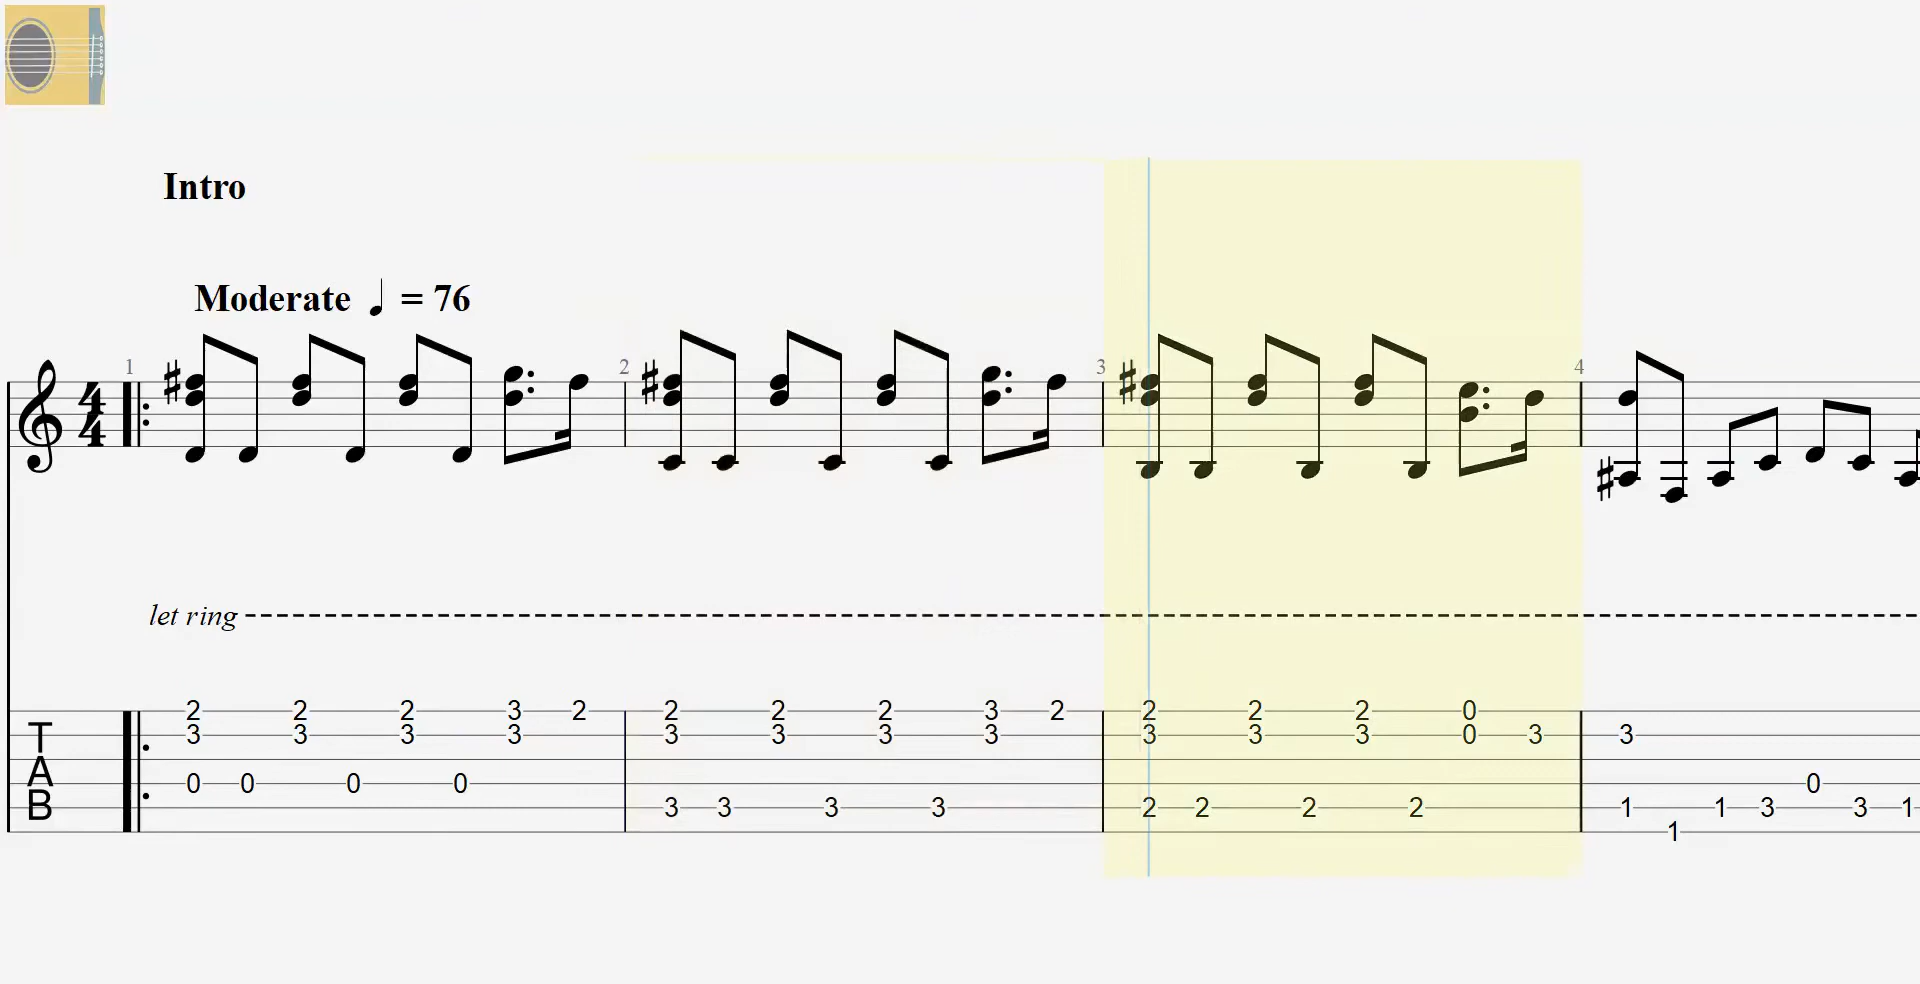 Intro
Moderate ♩ = 76
1 2 3 4
4
4
let ring
2 2 2 3 2 2 2 2 3 2 2 2 2 0
T 3 3 3 3 3 3 3 3 3 3 3 0 3 3
A 0 0 0 0 0
B 3 3 3 3 2 2 2 2 1 1 3 3 1
1